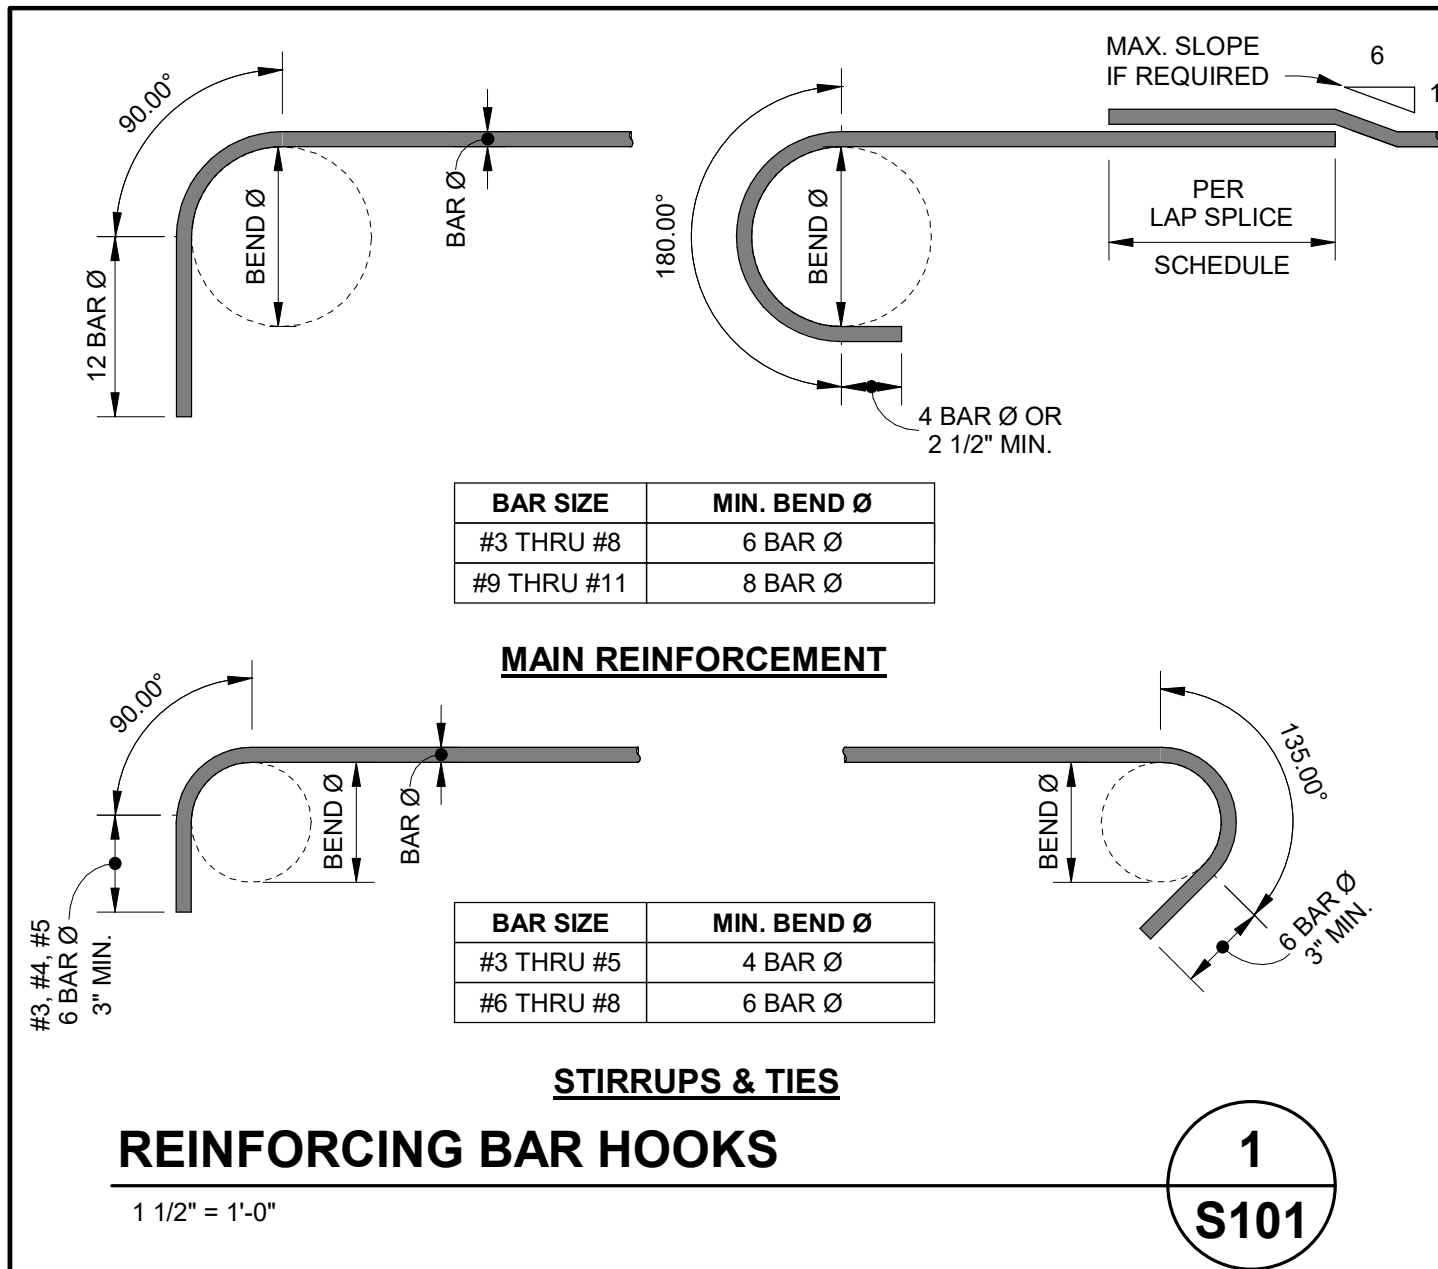 90.00°
12 BAR Ø
BEND Ø
BAR Ø
180.00°
BEND Ø
4 BAR Ø OR
2 1/2" MIN.
MAX. SLOPE
IF REQUIRED
6
1
PER
LAP SPLICE
SCHEDULE
BAR SIZE MIN. BEND Ø
#3 THRU #8 6 BAR Ø
#9 THRU #11 8 BAR Ø
MAIN REINFORCEMENT
90.00°
#3, #4, #5
6 BAR Ø
3" MIN.
BEND Ø
BAR Ø
BEND Ø
135.00°
6 BAR Ø
3" MIN.
BAR SIZE MIN. BEND Ø
#3 THRU #5 4 BAR Ø
#6 THRU #8 6 BAR Ø
STIRRUPS & TIES
REINFORCING BAR HOOKS
1 1/2" = 1'-0"
1
S101